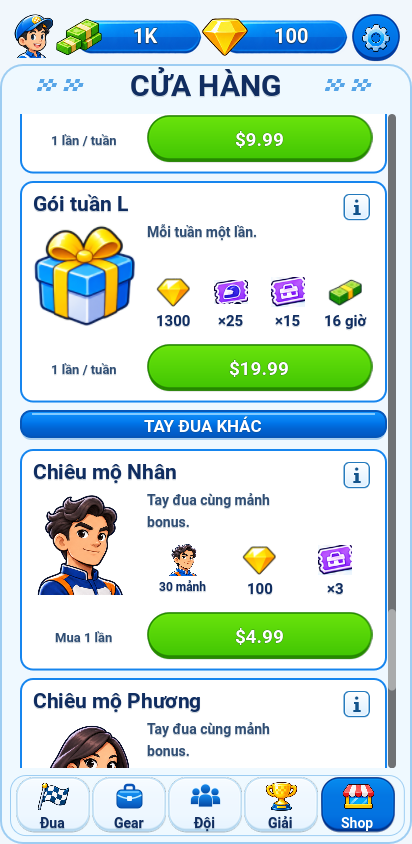 1K
100
CỬA HÀNG
1 lần / tuần
$9.99
Gói tuần L
i
Mỗi tuần một lần.
1300
×25
×15
16 giờ
1 lần / tuần
$19.99
TAY ĐUA KHÁC
Chiêu mộ Nhân
i
Tay đua cùng mảnh
bonus.
30 mảnh
100
×3
Mua 1 lần
$4.99
Chiêu mộ Phương
i
Tay đua cùng mảnh
bonus.
Đua
Gear
Đội
Giải
Shop